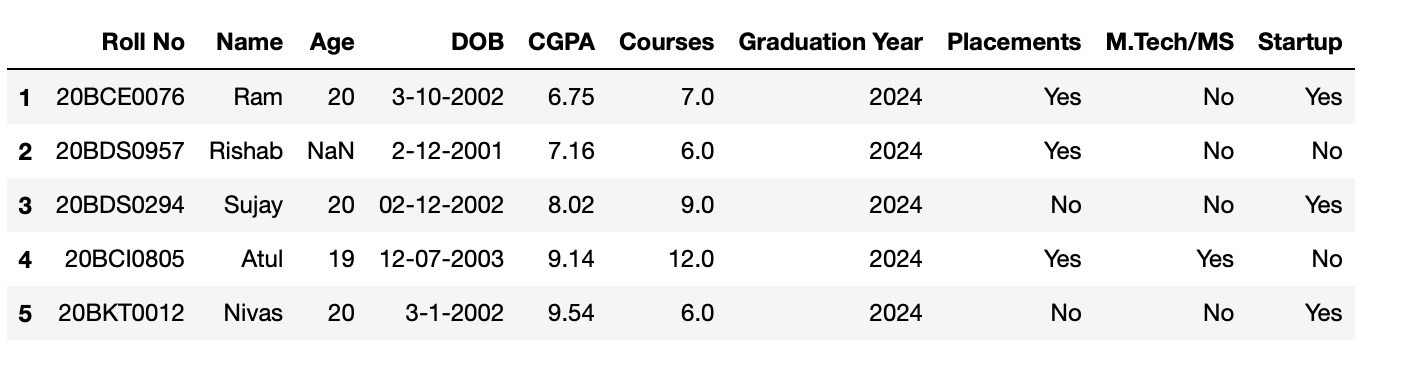 Roll No Name Age DOB CGPA Courses Graduation Year Placements M.Tech/MS Startup
1 20BCE0076 Ram 20 3-10-2002 6.75 7.0 2024 Yes No Yes
2 20BDS0957 Rishab NaN 2-12-2001 7.16 6.0 2024 Yes No No
3 20BDS0294 Sujay 20 02-12-2002 8.02 9.0 2024 No No Yes
4 20BCI0805 Atul 19 12-07-2003 9.14 12.0 2024 Yes Yes No
5 20BKT0012 Nivas 20 3-1-2002 9.54 6.0 2024 No No Yes